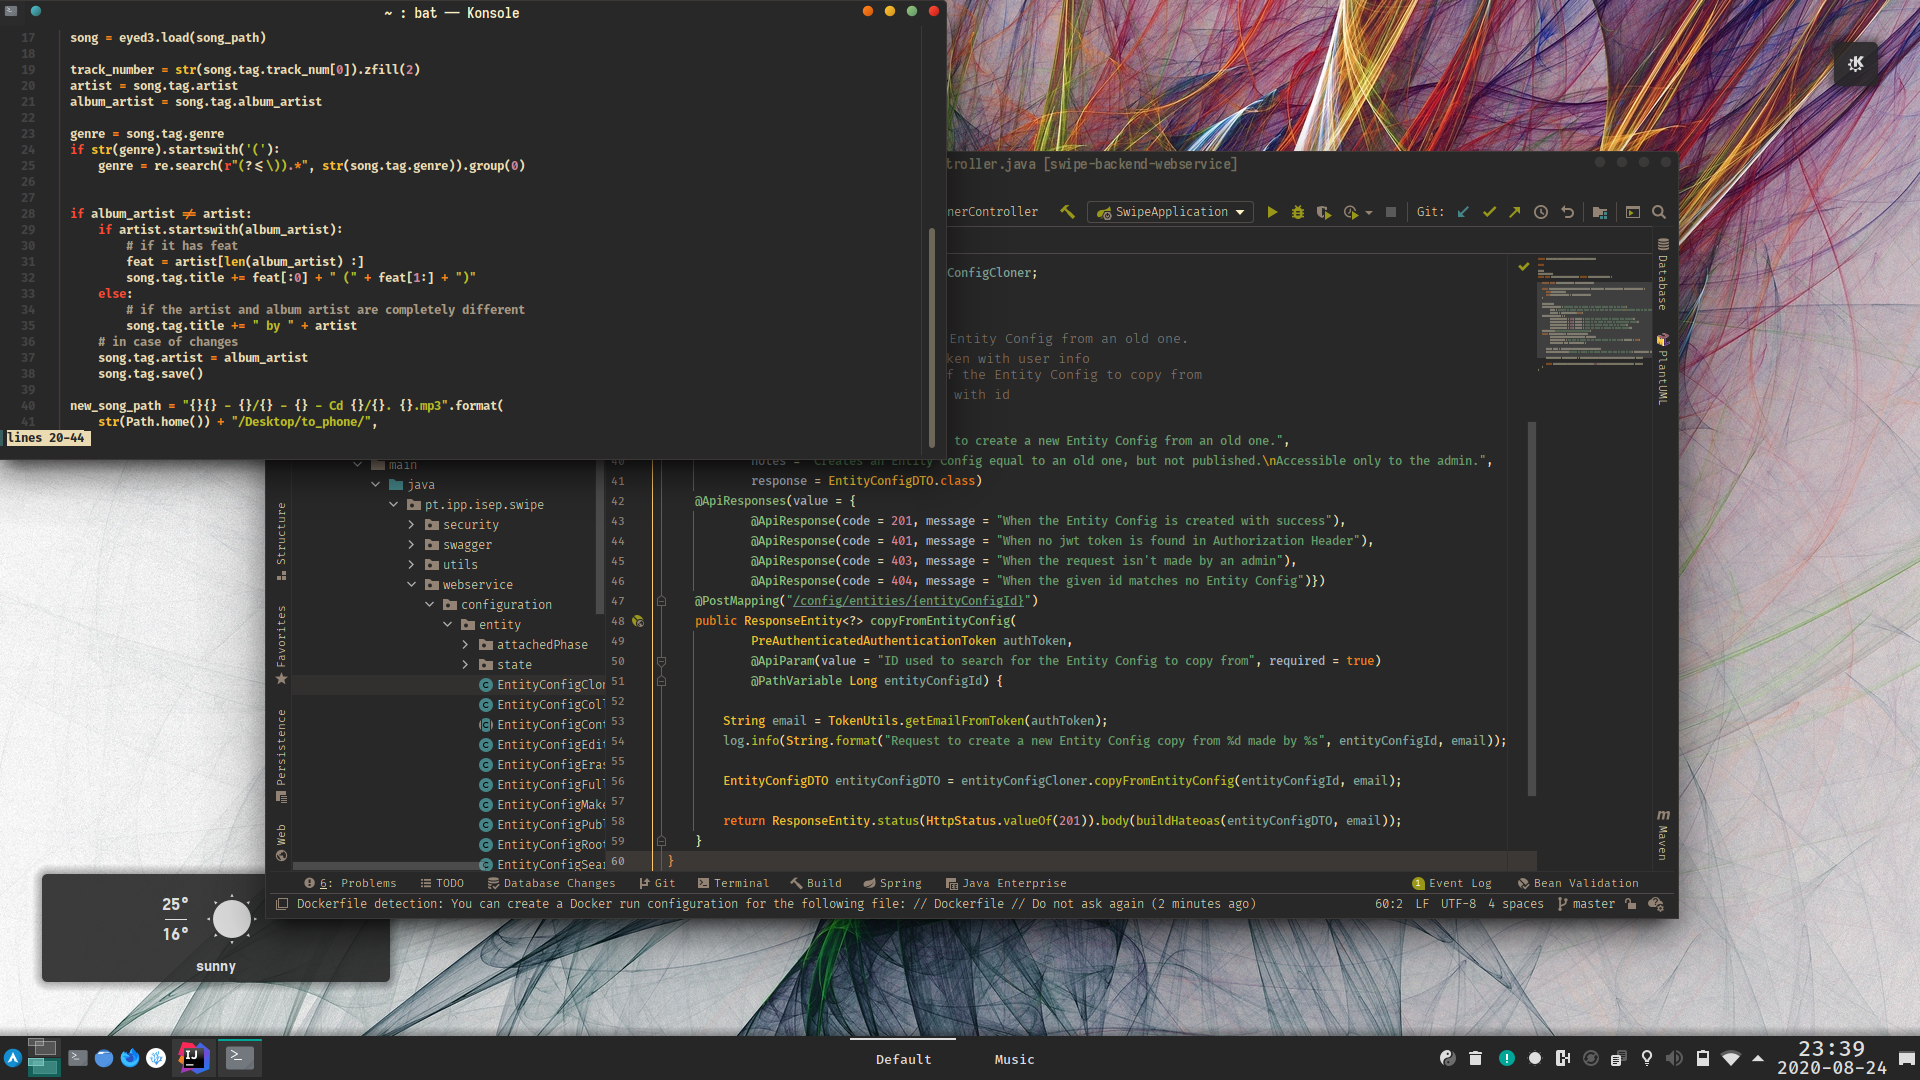 ~ : bat — Konsole
17 song = eyed3.load(song_path)
18
19 track_number = str(song.tag.track_num[0]).zfill(2)
20 artist = song.tag.artist
21 album_artist = song.tag.album_artist
22
23 genre = song.tag.genre
24 if str(genre).startswith('('):
25 genre = re.search(r"(?<=\)).*", str(song.tag.genre)).group(0)
26
27
28 if album_artist != artist:
29 if artist.startswith(album_artist):
30 # if it has feat
31 feat = artist[len(album_artist) :]
32 song.tag.title += feat[:0] + " (" + feat[1:] + ")"
33 else:
34 # if the artist and album artist are completely different
35 song.tag.title += " by " + artist
36 # in case of changes
37 song.tag.artist = album_artist
38 song.tag.save()
39
40 new_song_path = "{}{} - {}/{} - {} - Cd {}/{}. {}.mp3".format(
41 str(Path.home()) + "/Desktop/to_phone/",
lines 20-44
troller.java [swipe-backend-webservice]
nerController
SwipeApplication
Git:
ConfigCloner;
Entity Config from an old one.
ken with user info
f the Entity Config to copy from
with id
to create a new Entity Config from an old one.",
40 notes = "Creates an Entity Config equal to an old one, but not published.\nAccessible only to the admin.",
41 response = EntityConfigDTO.class)
42 @ApiResponses(value = {
43 @ApiResponse(code = 201, message = "When the Entity Config is created with success"),
44 @ApiResponse(code = 401, message = "When no jwt token is found in Authorization Header"),
45 @ApiResponse(code = 403, message = "When the request isn't made by an admin"),
46 @ApiResponse(code = 404, message = "When the given id matches no Entity Config")})
47 @PostMapping("/config/entities/{entityConfigId}")
48 public ResponseEntity<?> copyFromEntityConfig(
49 PreAuthenticatedAuthenticationToken authToken,
50 @ApiParam(value = "ID used to search for the Entity Config to copy from", required = true)
51 @PathVariable Long entityConfigId) {
52
53 String email = TokenUtils.getEmailFromToken(authToken);
54 log.info(String.format("Request to create a new Entity Config copy from %d made by %s", entityConfigId, email));
55
56 EntityConfigDTO entityConfigDTO = entityConfigCloner.copyFromEntityConfig(entityConfigId, email);
57
58 return ResponseEntity.status(HttpStatus.valueOf(201)).body(buildHateoas(entityConfigDTO, email));
59 }
60 }
main
java
pt.ipp.isep.swipe
security
swagger
utils
webservice
configuration
entity
attachedPhase
state
EntityConfigClo
EntityConfigColl
EntityConfigCont
EntityConfigEdit
EntityConfigEras
EntityConfigFull
EntityConfigMake
EntityConfigPubl
EntityConfigRoot
EntityConfigSear
Structure
Favorites
Persistence
Web
Database
PlantUML
Maven
6: Problems
TODO
Database Changes
Git
Terminal
Build
Spring
Java Enterprise
1 Event Log
Bean Validation
Dockerfile detection: You can create a Docker run configuration for the following file: // Dockerfile // Do not ask again (2 minutes ago)
60:2 LF UTF-8 4 spaces master
25°
16°
sunny
Default
Music
23:39
2020-08-24